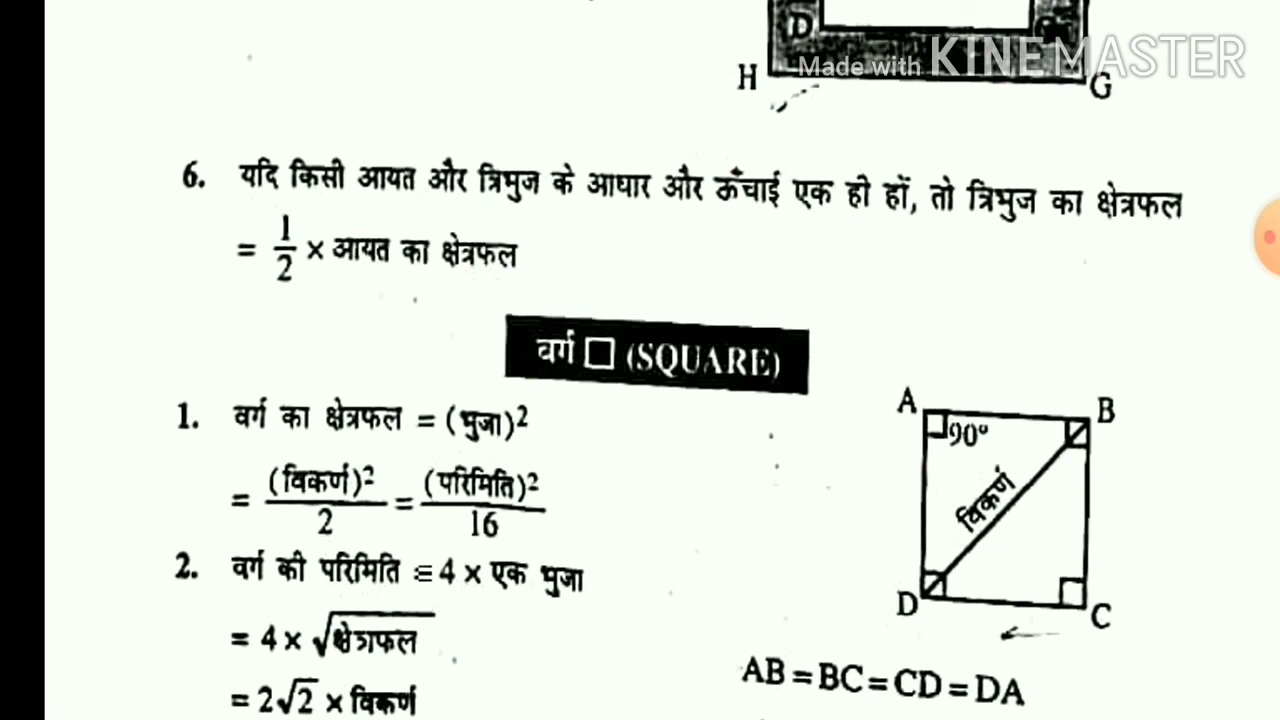 D
Made with KINEMASTER
H G
6. यदि किसी आयत और त्रिभुज के आधार और ऊँचाई एक ही हों, तो त्रिभुज का क्षेत्रफल
= 1/2 × आयत का क्षेत्रफल
वर्ग □ (SQUARE)
1. वर्ग का क्षेत्रफल = (भुजा)²
= (विकर्ण)²/2 = (परिमिति)²/16
2. वर्ग की परिमिति = 4 × एक भुजा
= 4 × √क्षेत्रफल
= 2√2 × विकर्ण
A B
90°
विकर्ण
D C
AB = BC = CD = DA